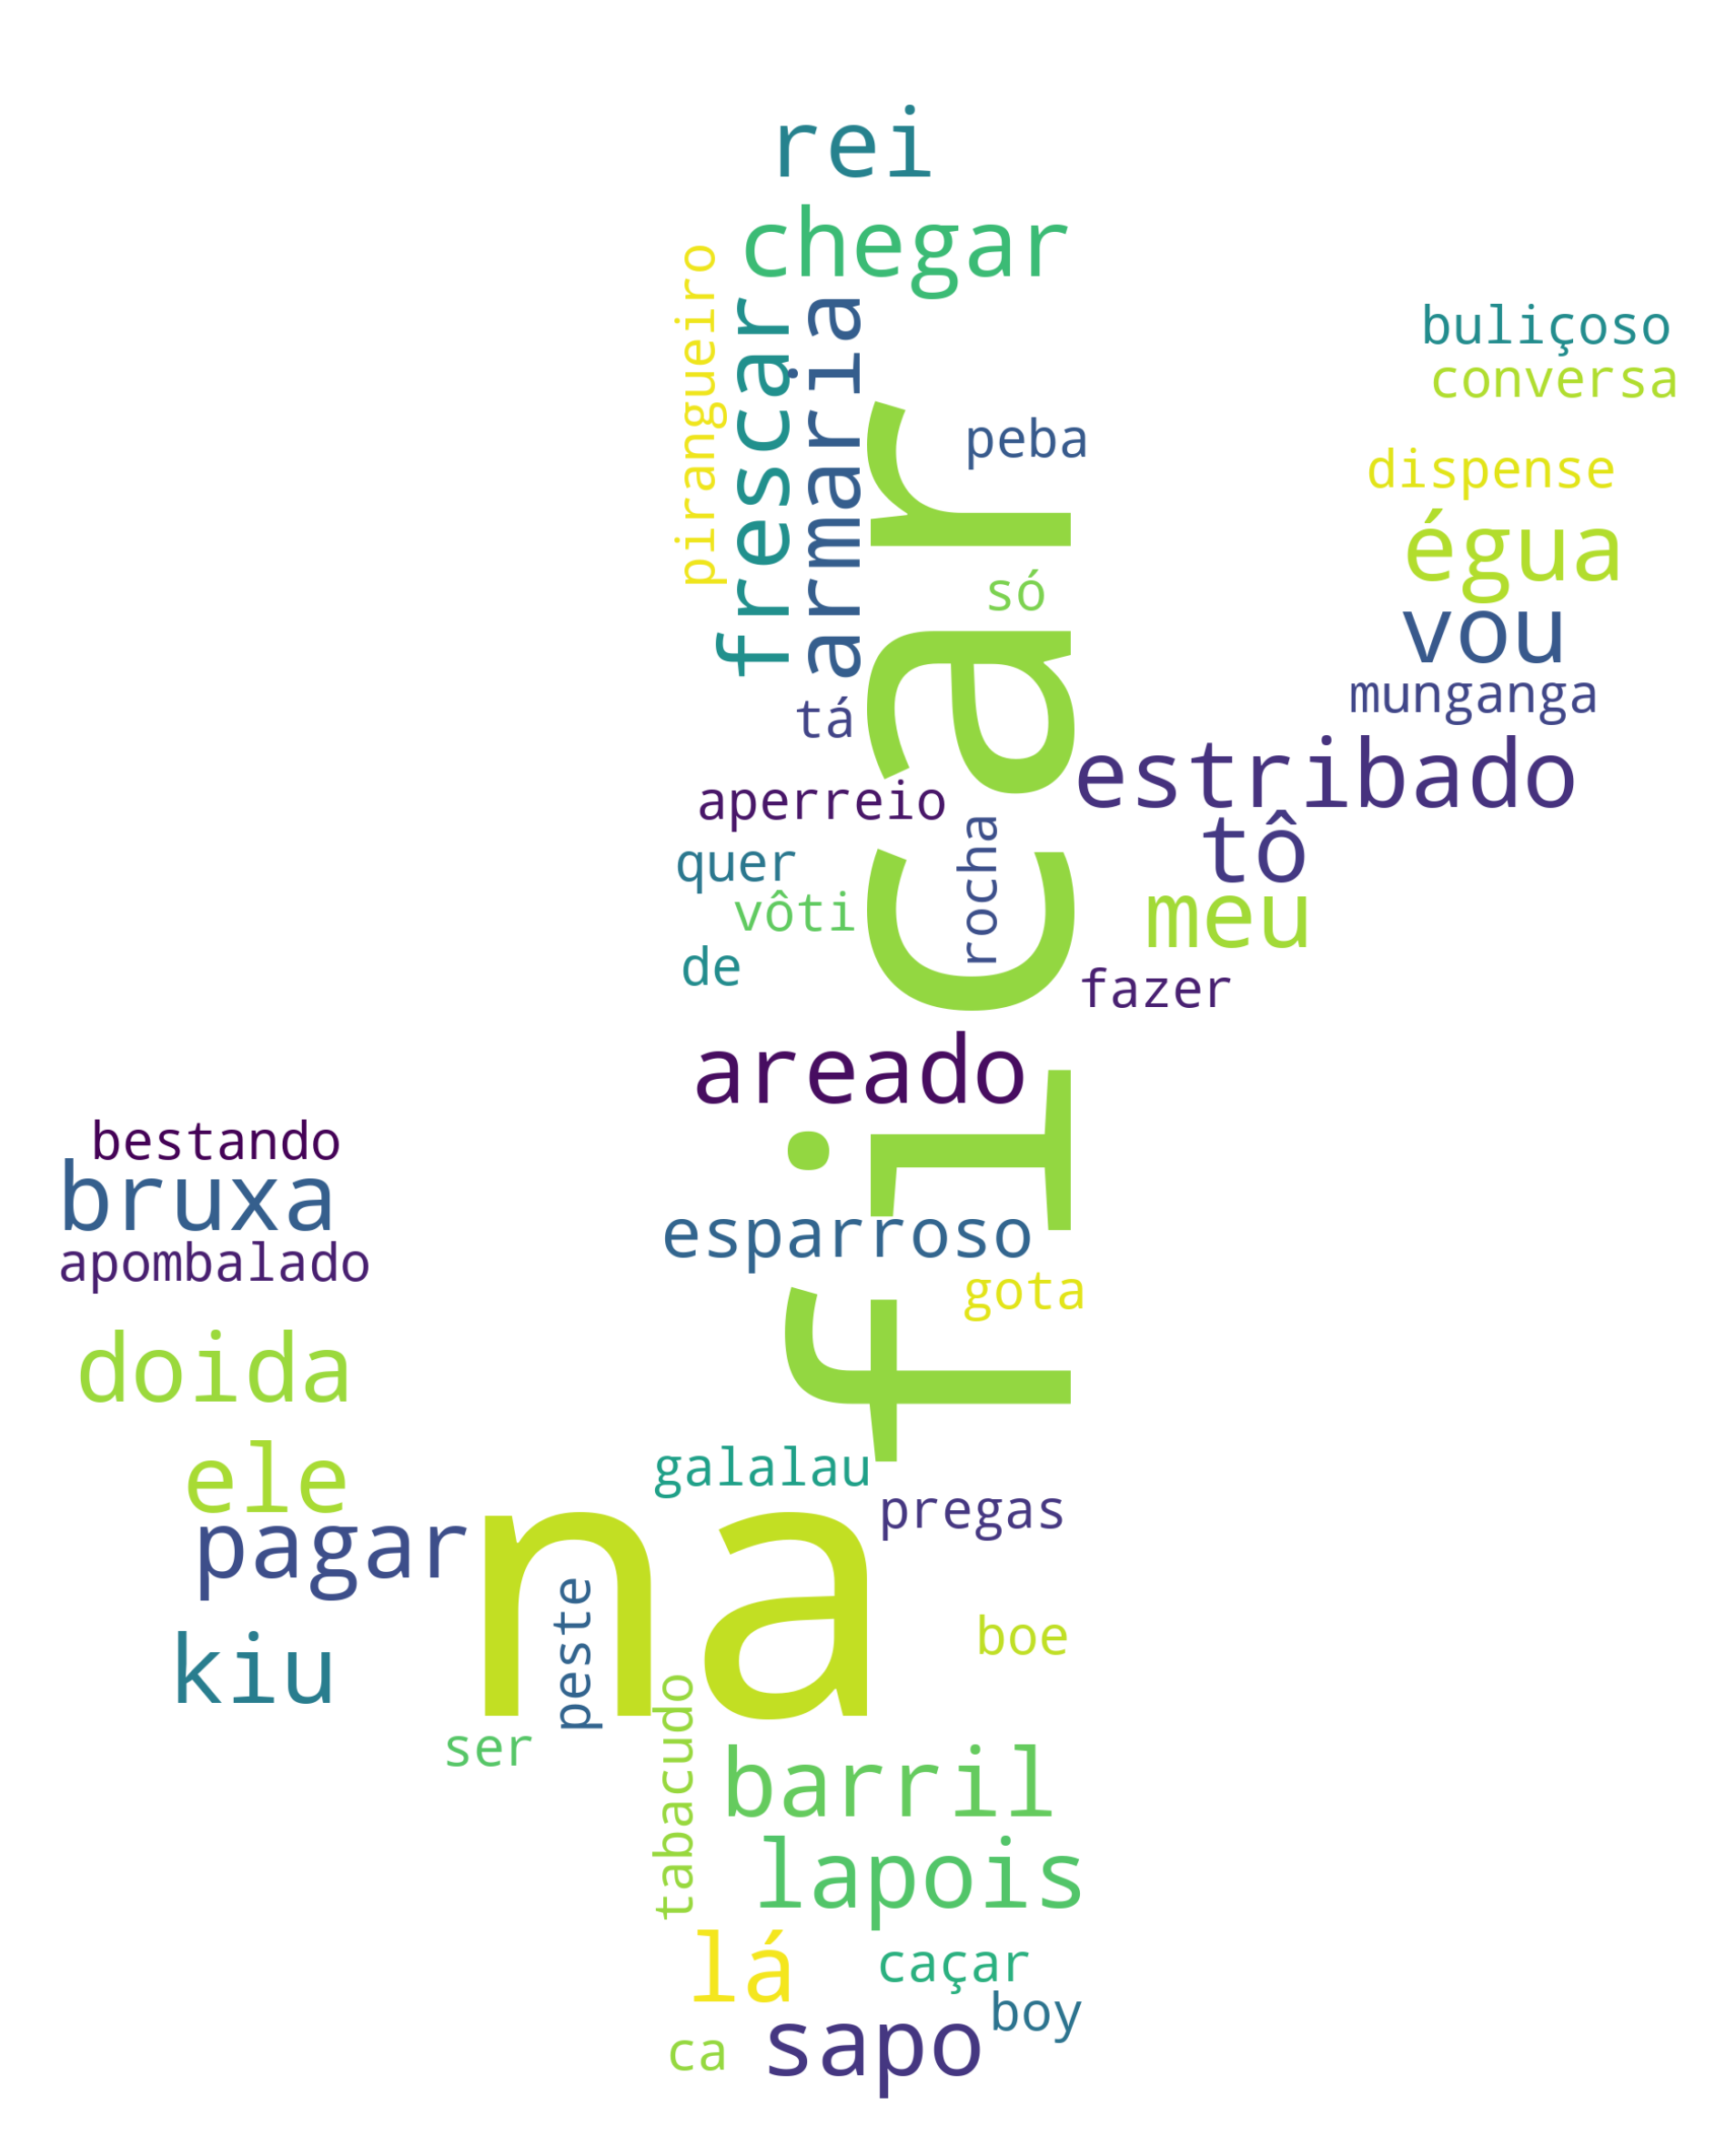 rei
chegar
pirangueiro
frescar
armaria
ficar
peba
buliçoso
conversa
dispense
égua
só
vou
munganga
tá
estribado
aperreio
rocha
tô
quer
vôti
meu
de
fazer
areado
bestando
bruxa
esparroso
apombalado
gota
doida
ele
galalau
pregas
pagar
na
peste
kiu
boe
ser
tabacudo
barril
lapois
lá
caçar
boy
ca
sapo